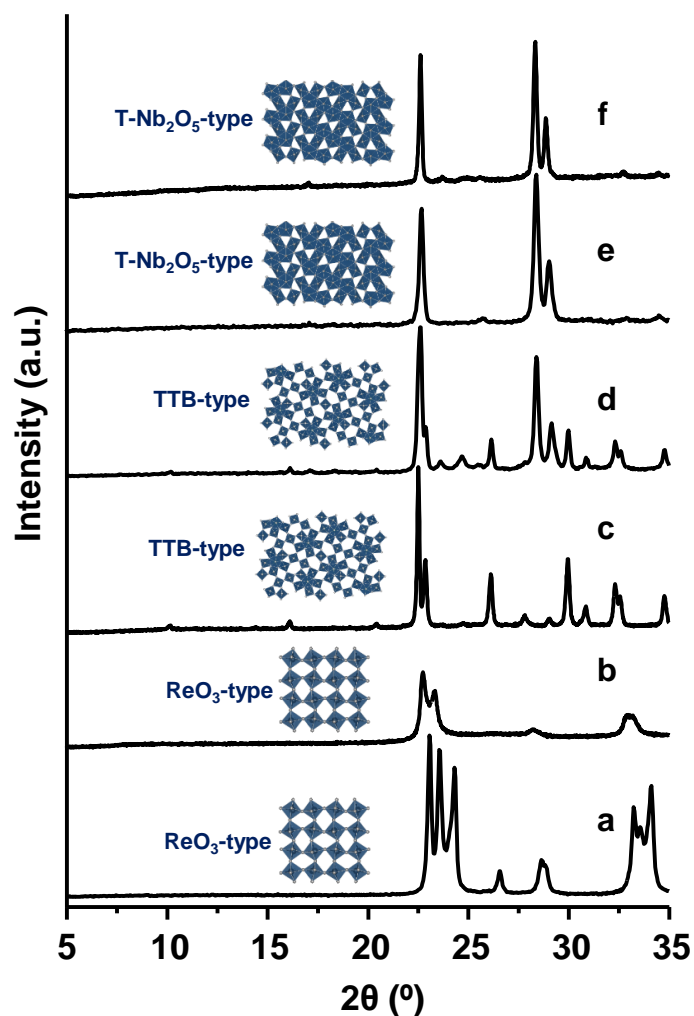 T-Nb₂O₅-type
f
T-Nb₂O₅-type
e
TTB-type
d
TTB-type
c
ReO₃-type
b
ReO₃-type
a
Intensity (a.u.)
5 10 15 20 25 30 35
2θ (º)